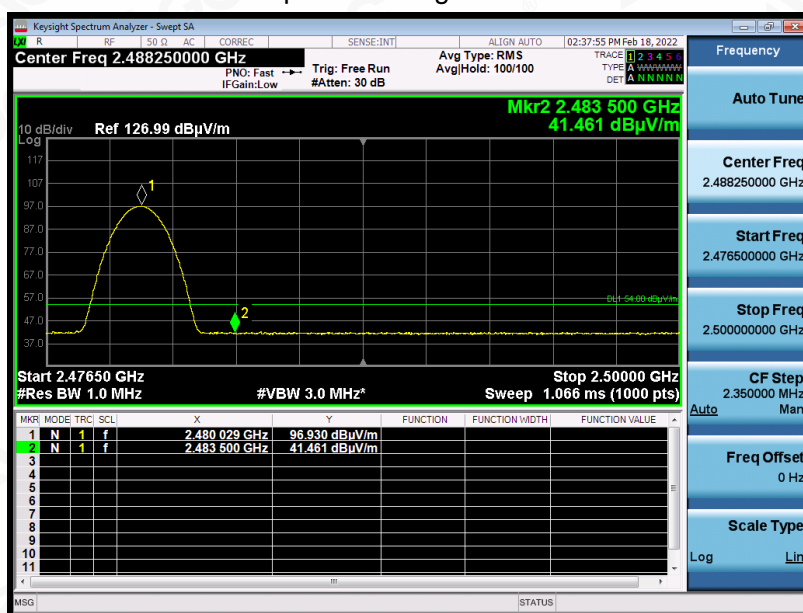 Keysight Spectrum Analyzer - Swept SA
LXI R RF 50 Ω AC CORREC SENSE:INT ALIGN AUTO 02:37:55 PM Feb 18, 2022
Center Freq 2.488250000 GHz
PNO: Fast
IFGain:Low
Trig: Free Run
#Atten: 30 dB
Avg Type: RMS
Avg|Hold: 100/100
TRACE 1 2 3 4 5 6
TYPE A WWWWW
DET A N N N N N
Mkr2 2.483 500 GHz
41.461 dBµV/m
10 dB/div Ref 126.99 dBµV/m
Log
117
107
97.0
87.0
77.0
67.0
57.0
47.0
37.0
1
2
DL1 54.00 dBµV/m
Start 2.47650 GHz Stop 2.50000 GHz
#Res BW 1.0 MHz #VBW 3.0 MHz* Sweep 1.066 ms (1000 pts)
MKR MODE TRC SCL X Y FUNCTION FUNCTION WIDTH FUNCTION VALUE
1 N 1 f 2.480 029 GHz 96.930 dBµV/m
2 N 1 f 2.483 500 GHz 41.461 dBµV/m
3
4
5
6
7
8
9
10
11
MSG STATUS
Frequency
Auto Tune
Center Freq
2.488250000 GHz
Start Freq
2.476500000 GHz
Stop Freq
2.500000000 GHz
CF Step
2.350000 MHz
Auto Man
Freq Offset
0 Hz
Scale Type
Log Lin